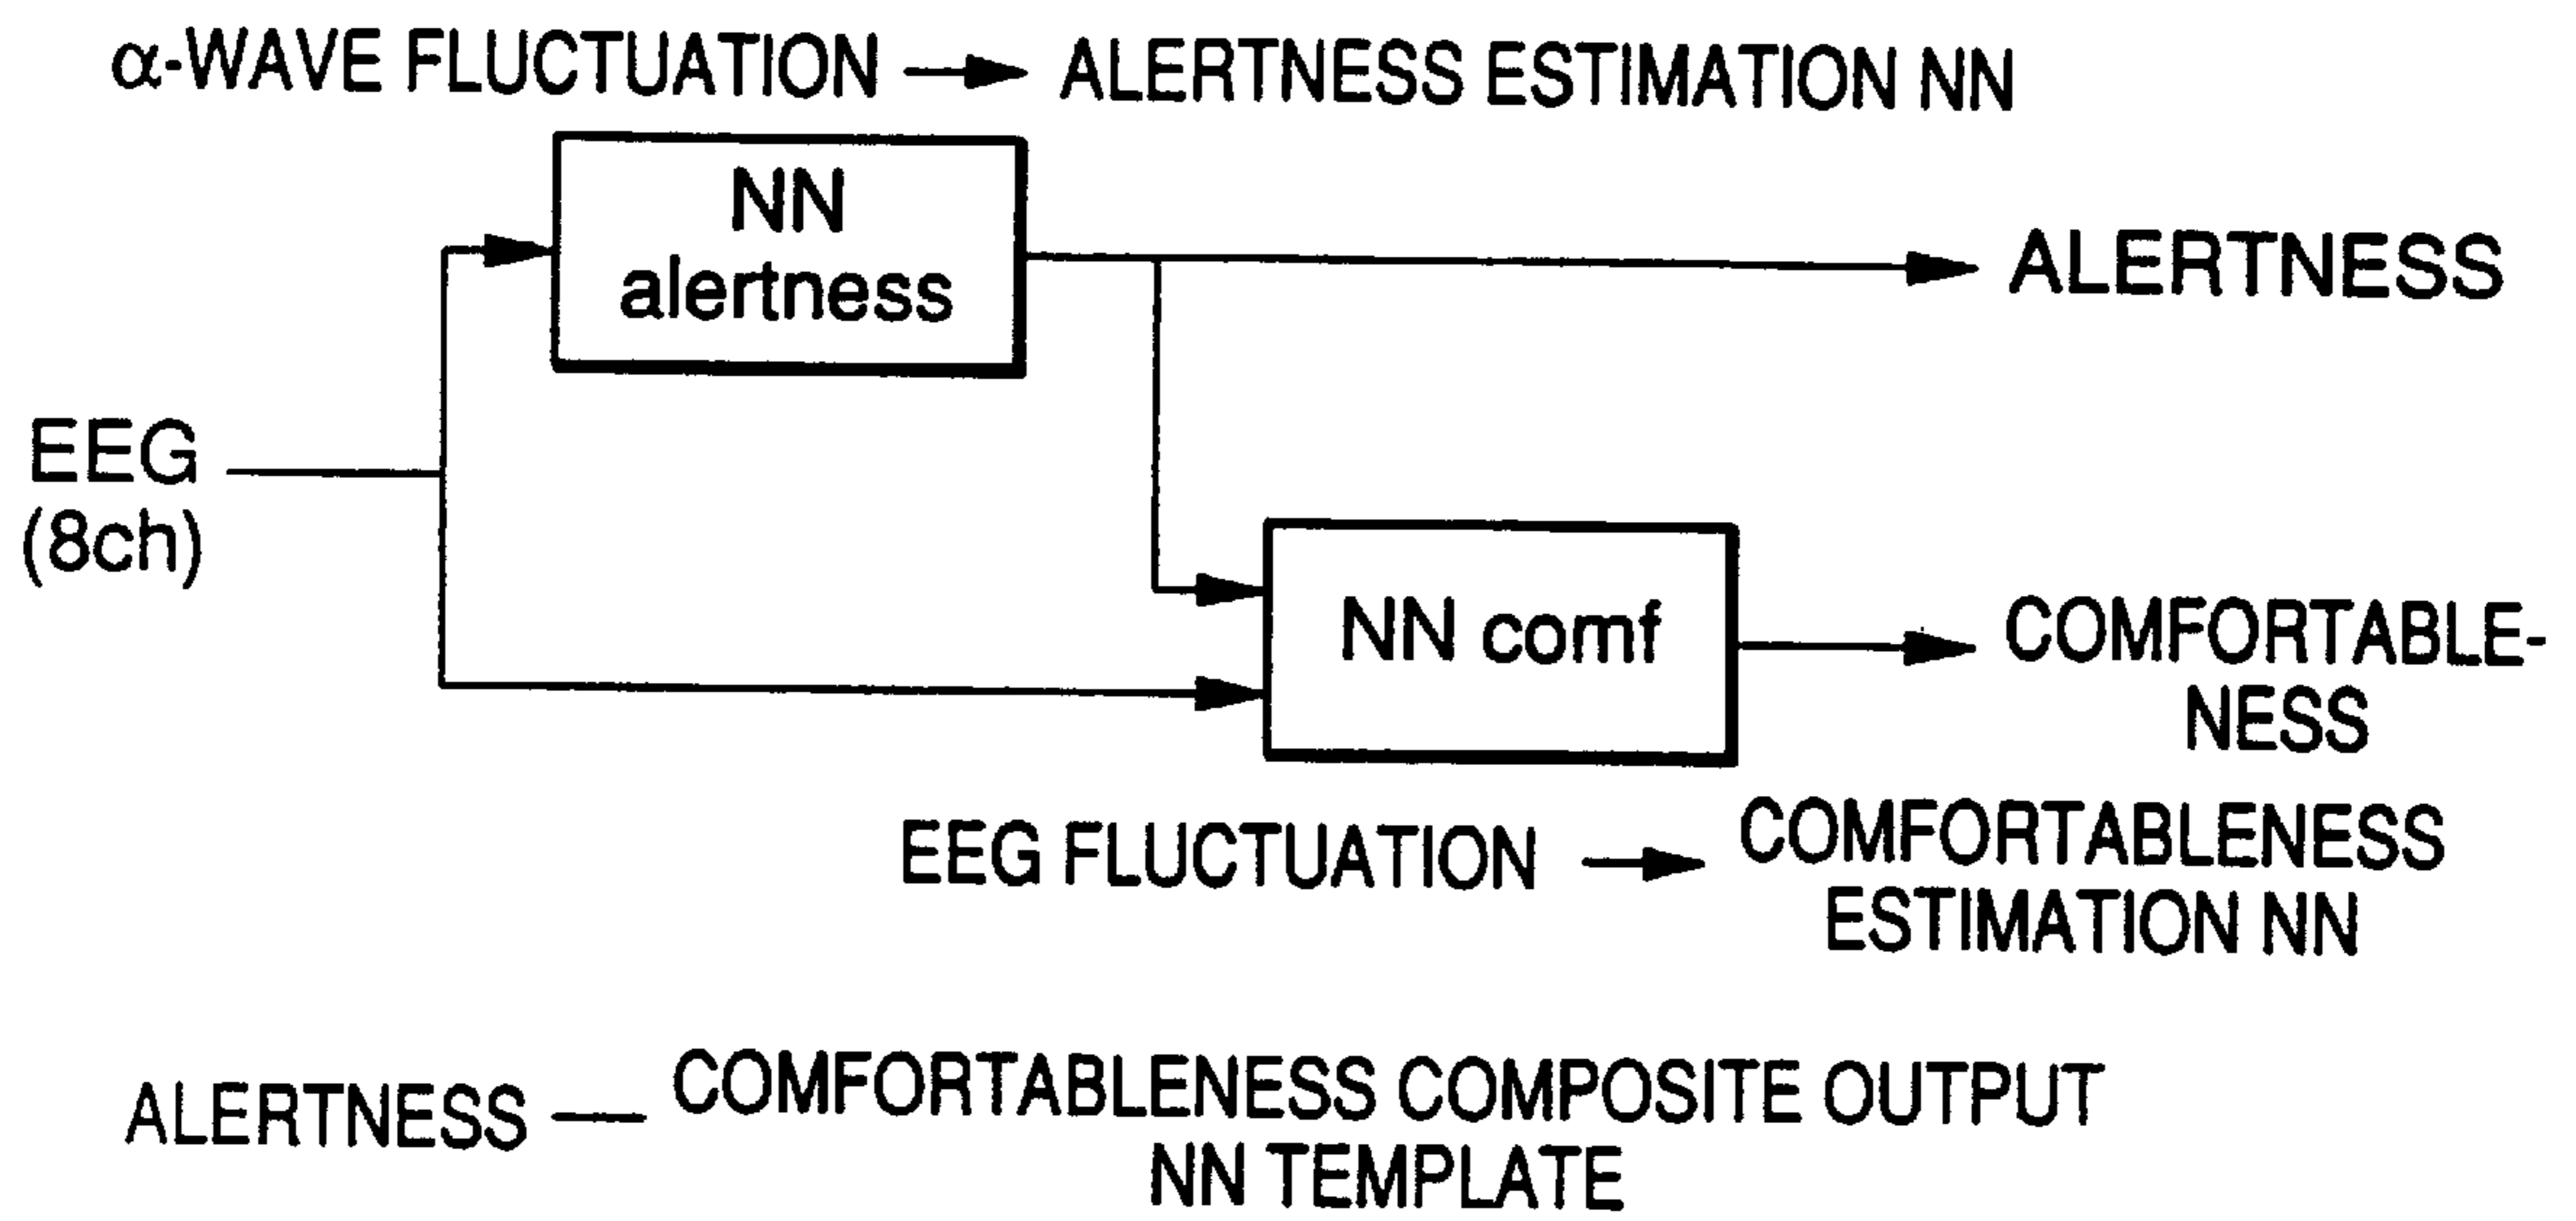 α-WAVE FLUCTUATION → ALERTNESS ESTIMATION NN
NN
alertness
ALERTNESS
EEG
(8ch)
NN comf
COMFORTABLE-
NESS
EEG FLUCTUATION → COMFORTABLENESS
ESTIMATION NN
ALERTNESS — COMFORTABLENESS COMPOSITE OUTPUT
NN TEMPLATE